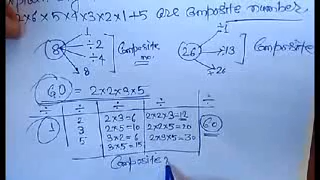 2×6×5×4×3×2×1+5 are composite number.
8 ÷2 ÷4 8 Composite no.
26 ÷1 ÷13 ÷26 Composite
60 = 2×2×3×5
÷ ÷ ÷ ÷ ÷
1 2 2×2=4 2×2×3=12 60
3 2×5=10 2×2×5=20
5 3×2=6 2×3×5=30
3×5=15
Composite